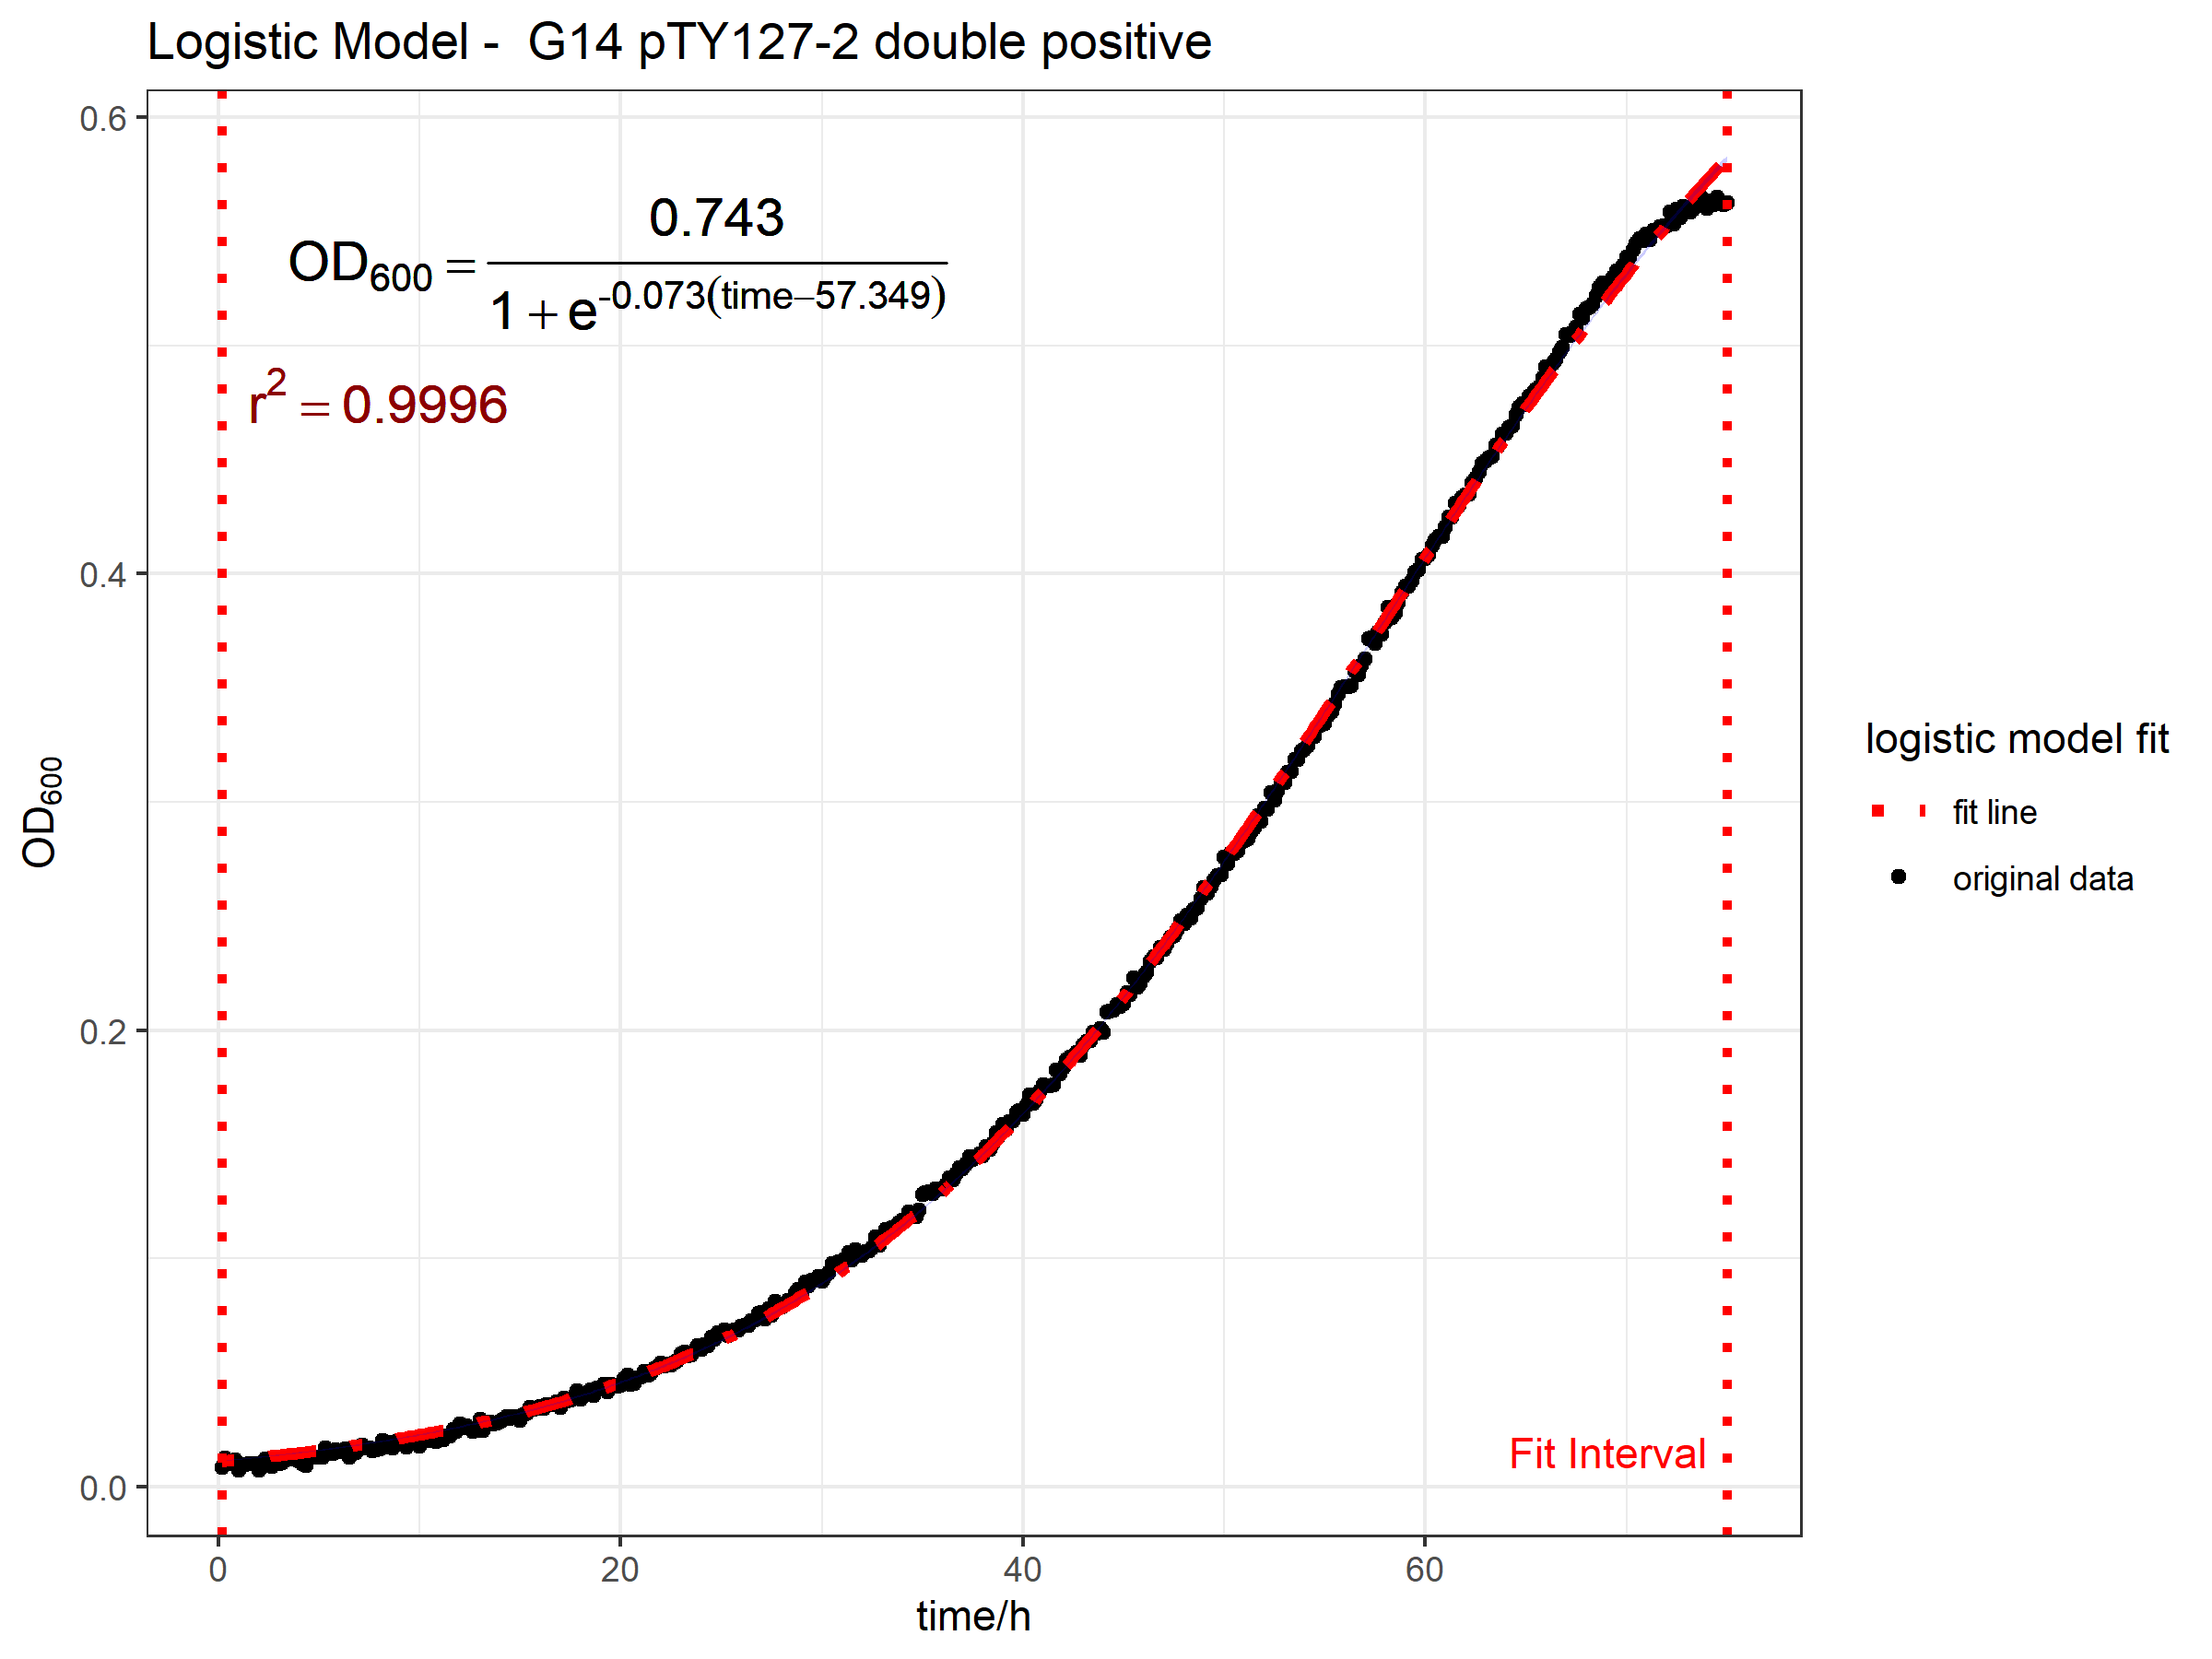 Logistic Model -  G14 pTY127-2 double positive
0.6
0.4
0.2
0.0
OD600
OD600 = 0.743
1 + e-0.073(time−57.349)
r2 = 0.9996
Fit Interval
0 20 40 60
time/h
logistic model fit
fit line
original data